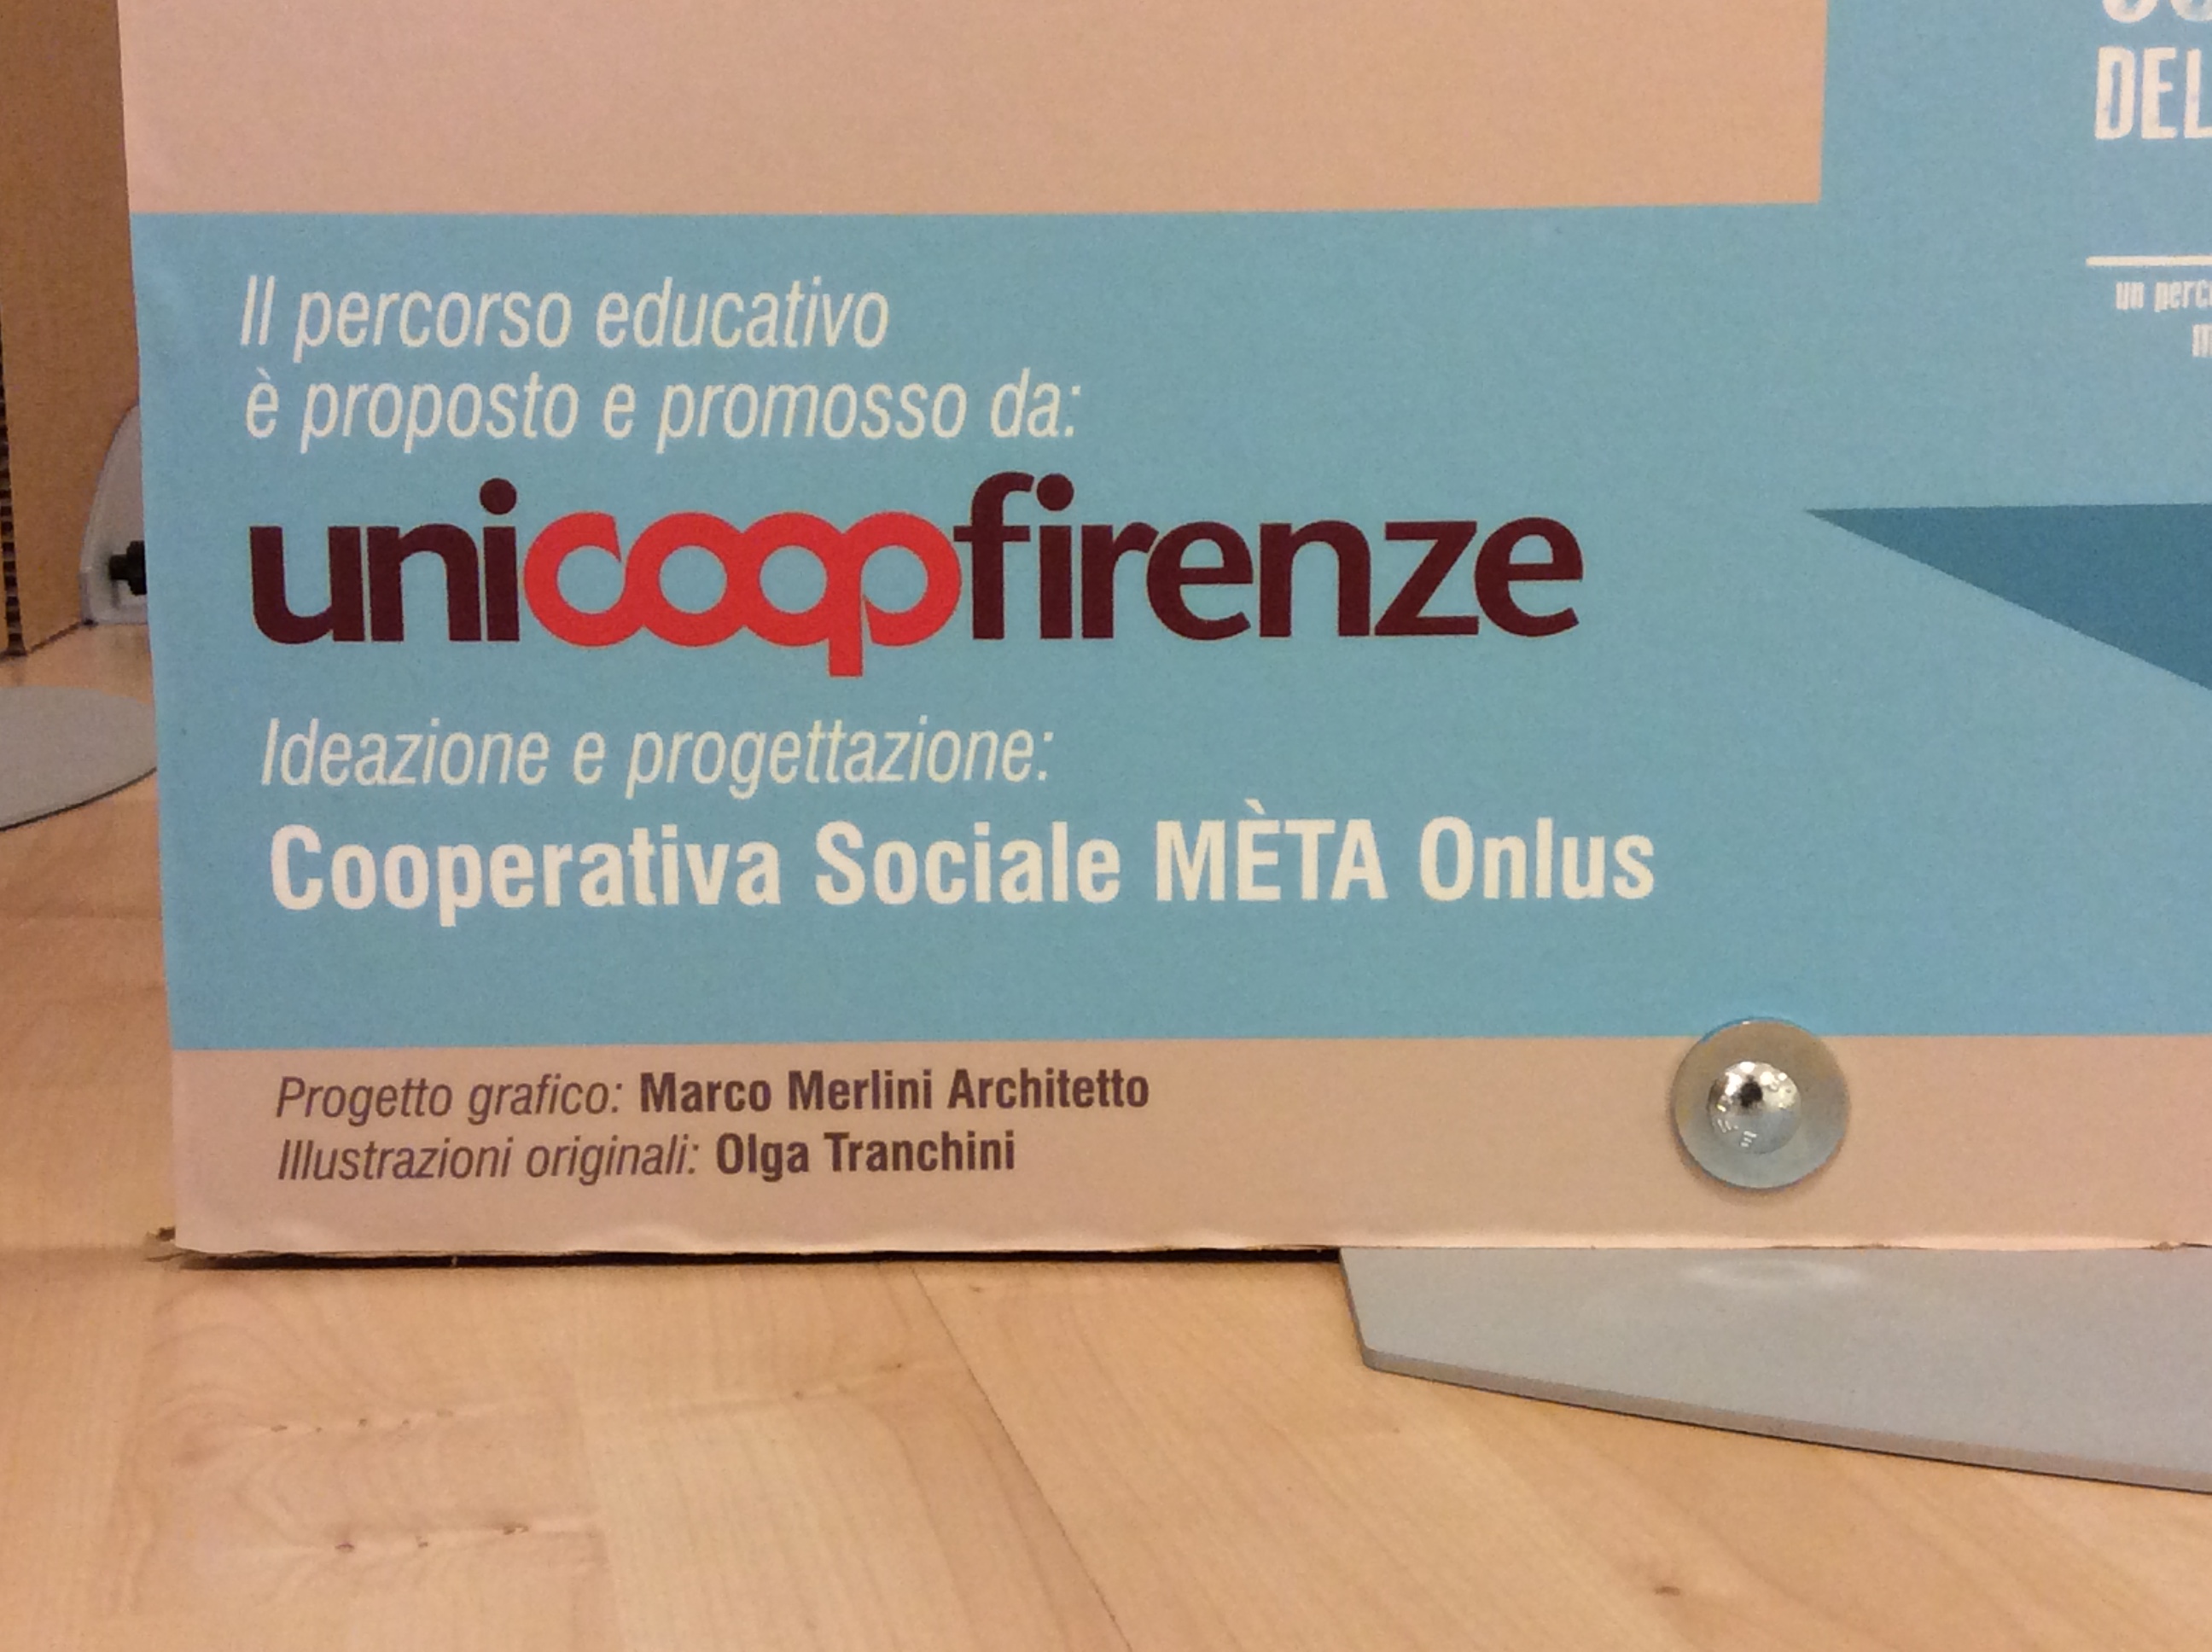 Il percorso educativo
è proposto e promosso da:
unicoopfirenze
Ideazione e progettazione:
Cooperativa Sociale MÈTA Onlus
Progetto grafico: Marco Merlini Architetto
Illustrazioni originali: Olga Tranchini
DEL
un